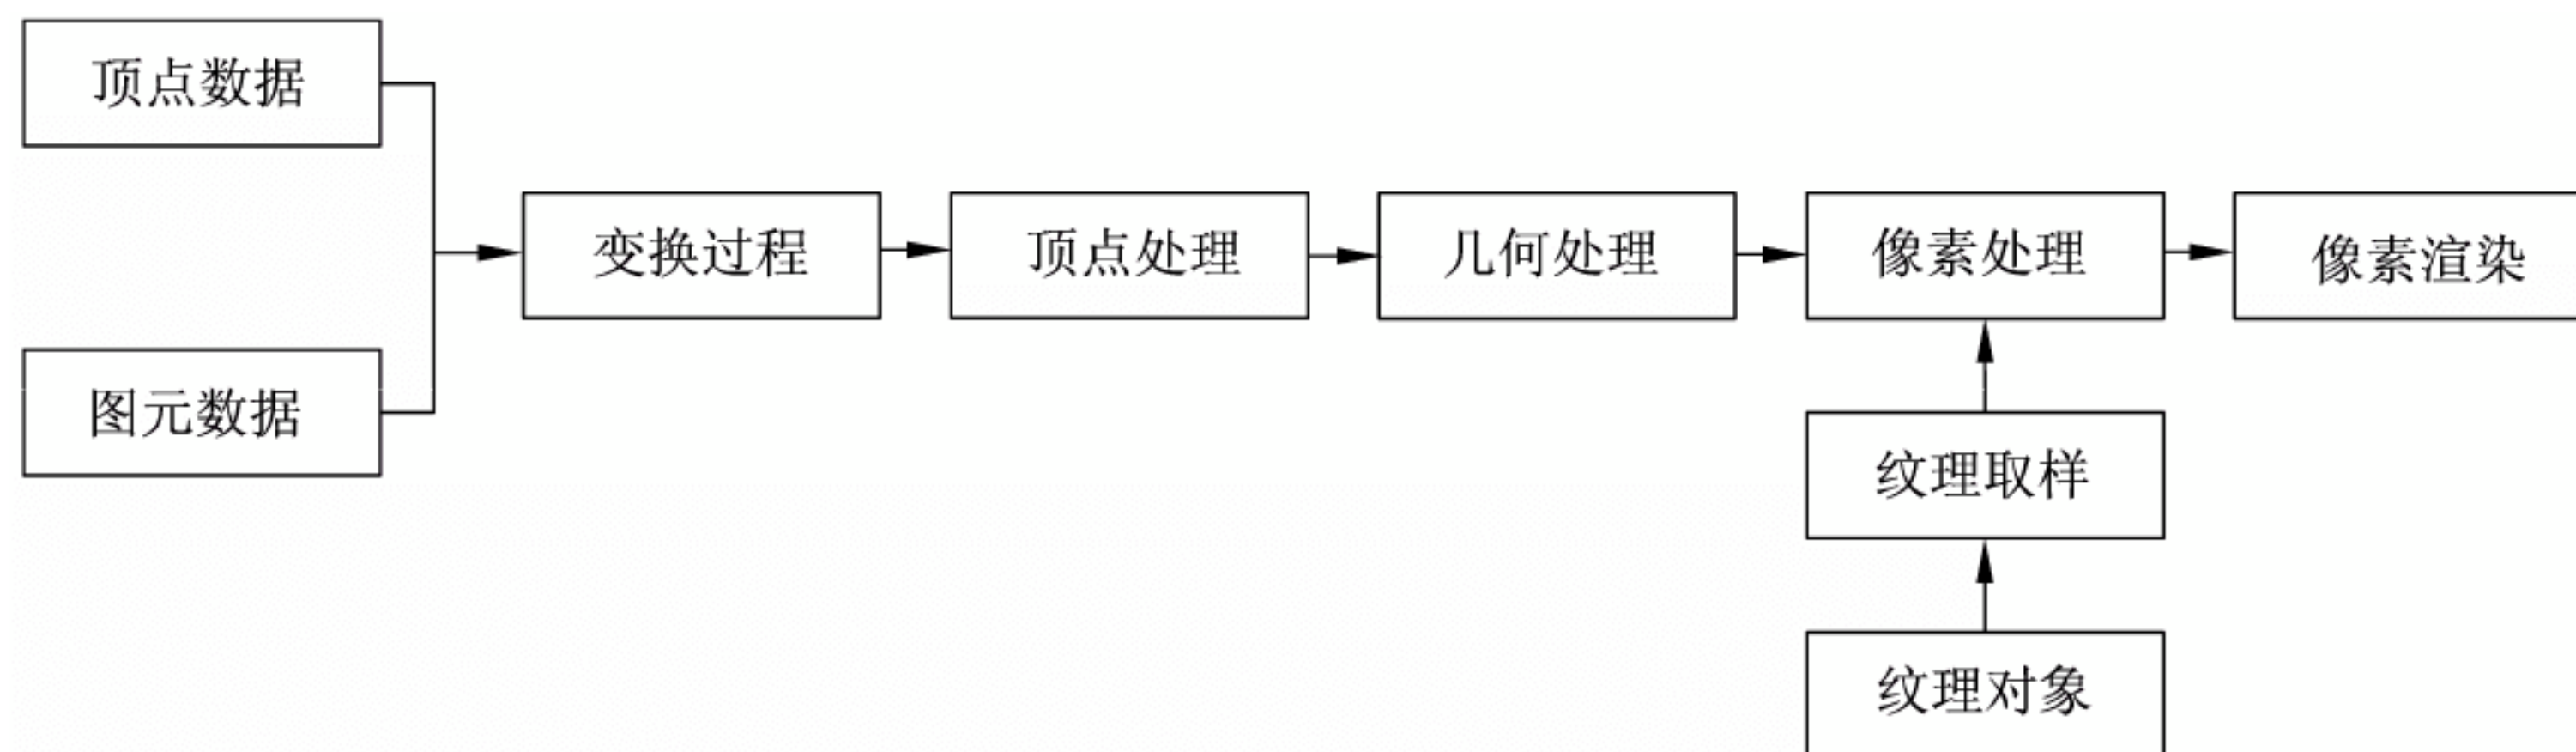 顶点数据
图元数据
变换过程
顶点处理
几何处理
像素处理
像素渲染
纹理取样
纹理对象